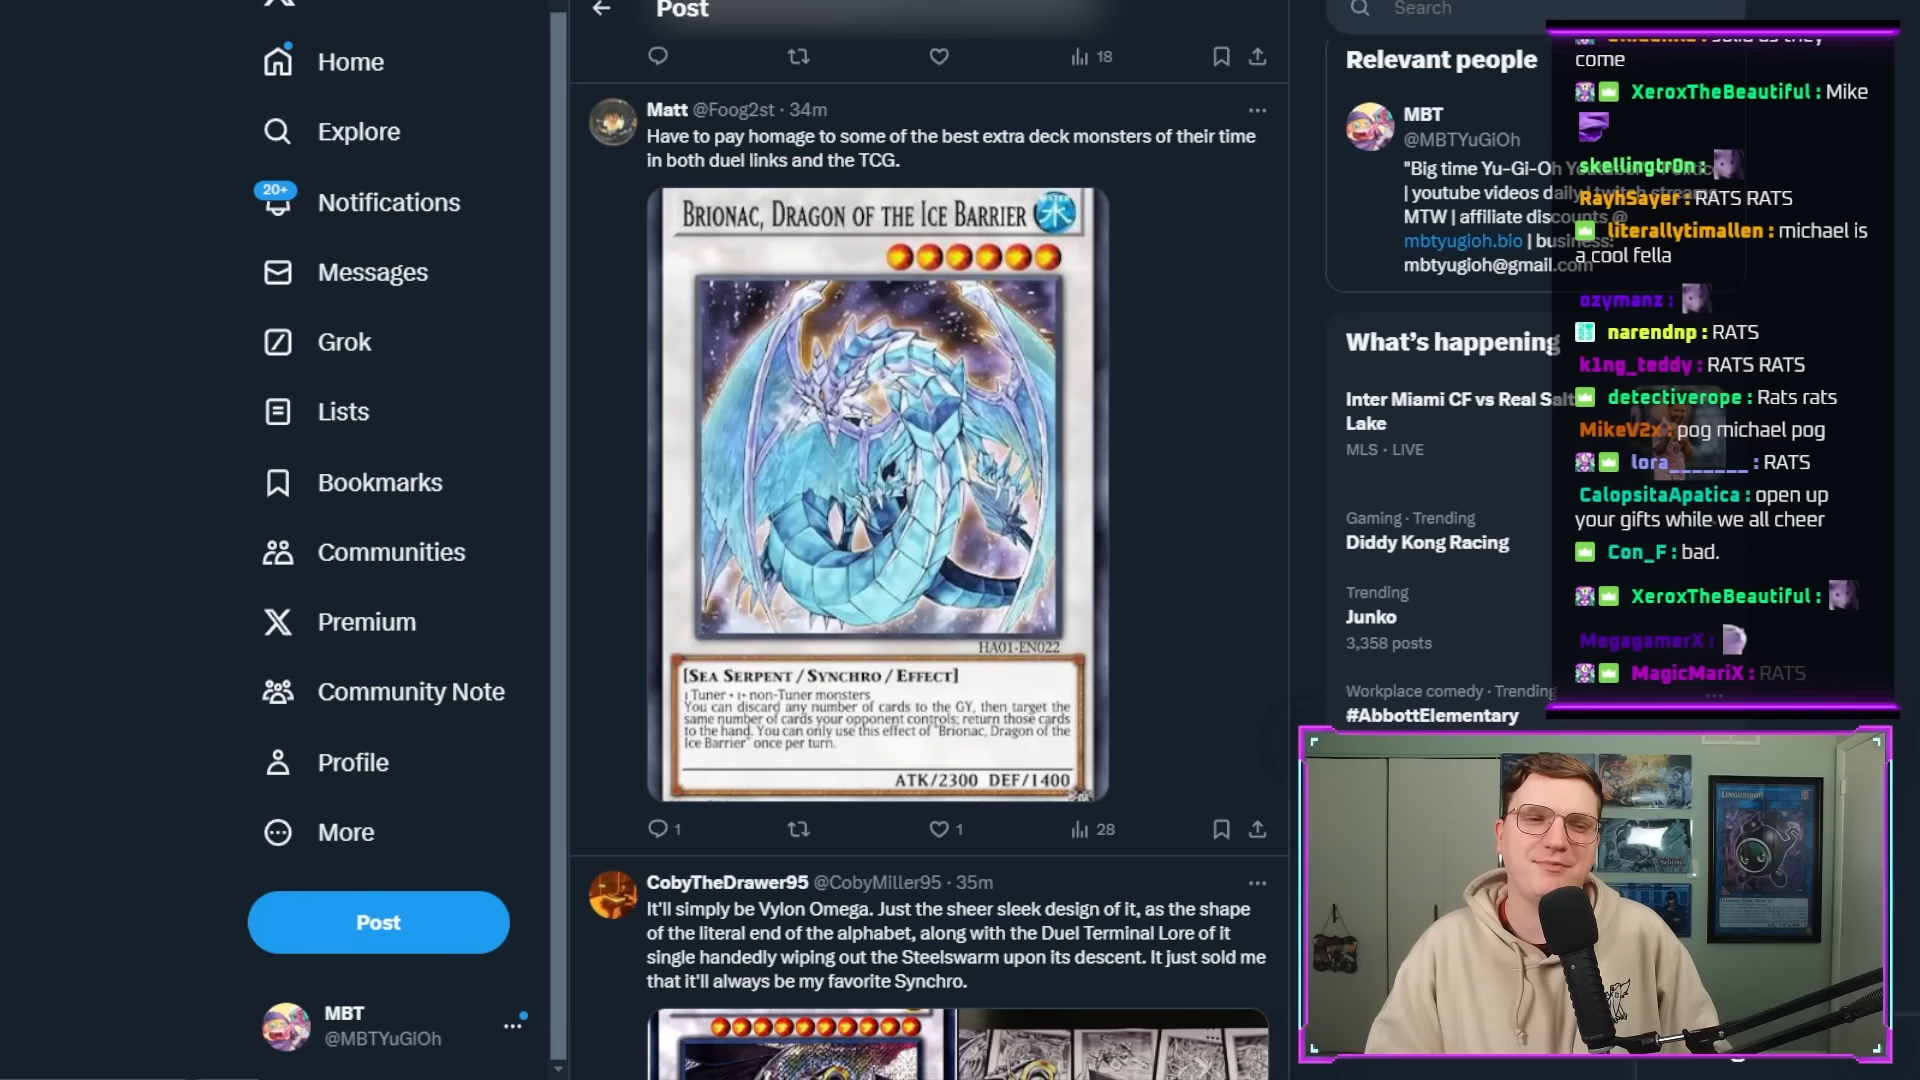 Home
Explore
20+
Notifications
Messages
Grok
Lists
Bookmarks
Communities
Premium
Community Note
Profile
More
Post
MBT
@MBTYuGiOh
Post
18
Matt @Foog2st · 34m
Have to pay homage to some of the best extra deck monsters of their time
in both duel links and the TCG.
BRIONAC, DRAGON OF THE ICE BARRIER
WATER
水
HA01-EN022
[SEA SERPENT / SYNCHRO / EFFECT]
1 Tuner + 1+ non-Tuner monsters
You can discard any number of cards to the GY, then target the
same number of cards your opponent controls; return those cards
to the hand. You can only use this effect of "Brionac, Dragon of the
Ice Barrier" once per turn.
ATK/2300 DEF/1400
1
1
28
CobyTheDrawer95 @CobyMiller95 · 35m
It'll simply be Vylon Omega. Just the sheer sleek design of it, as the shape
of the literal end of the alphabet, along with the Duel Terminal Lore of it
single handedly wiping out the Steelswarm upon its descent. It just sold me
that it'll always be my favorite Synchro.
Search
Relevant people
MBT
@MBTYuGiOh
"Big time Yu-Gi-Oh
| youtube videos daily | twitch streams
MTW | affiliate discounts @
mbtyugioh.bio | business:
mbtyugioh@gmail.com
What's happening
Inter Miami CF vs Real Salt
Lake
MLS · LIVE
Gaming · Trending
Diddy Kong Racing
Trending
Junko
3,358 posts
Workplace comedy · Trending
#AbbottElementary
solid as they
come
XeroxTheBeautiful : Mike
skellingtr0n :
RayhSayer : RATS RATS
literallytimallen : michael is
a cool fella
ozymanz :
narendnp : RATS
k1ng_teddy : RATS RATS
detectiverope : Rats rats
MikeV2x : pog michael pog
lora_______ : RATS
CalopsitaApatica : open up
your gifts while we all cheer
Con_F : bad.
XeroxTheBeautiful :
MegagamerX :
MagicMariX : RATS
LINKURIBOH